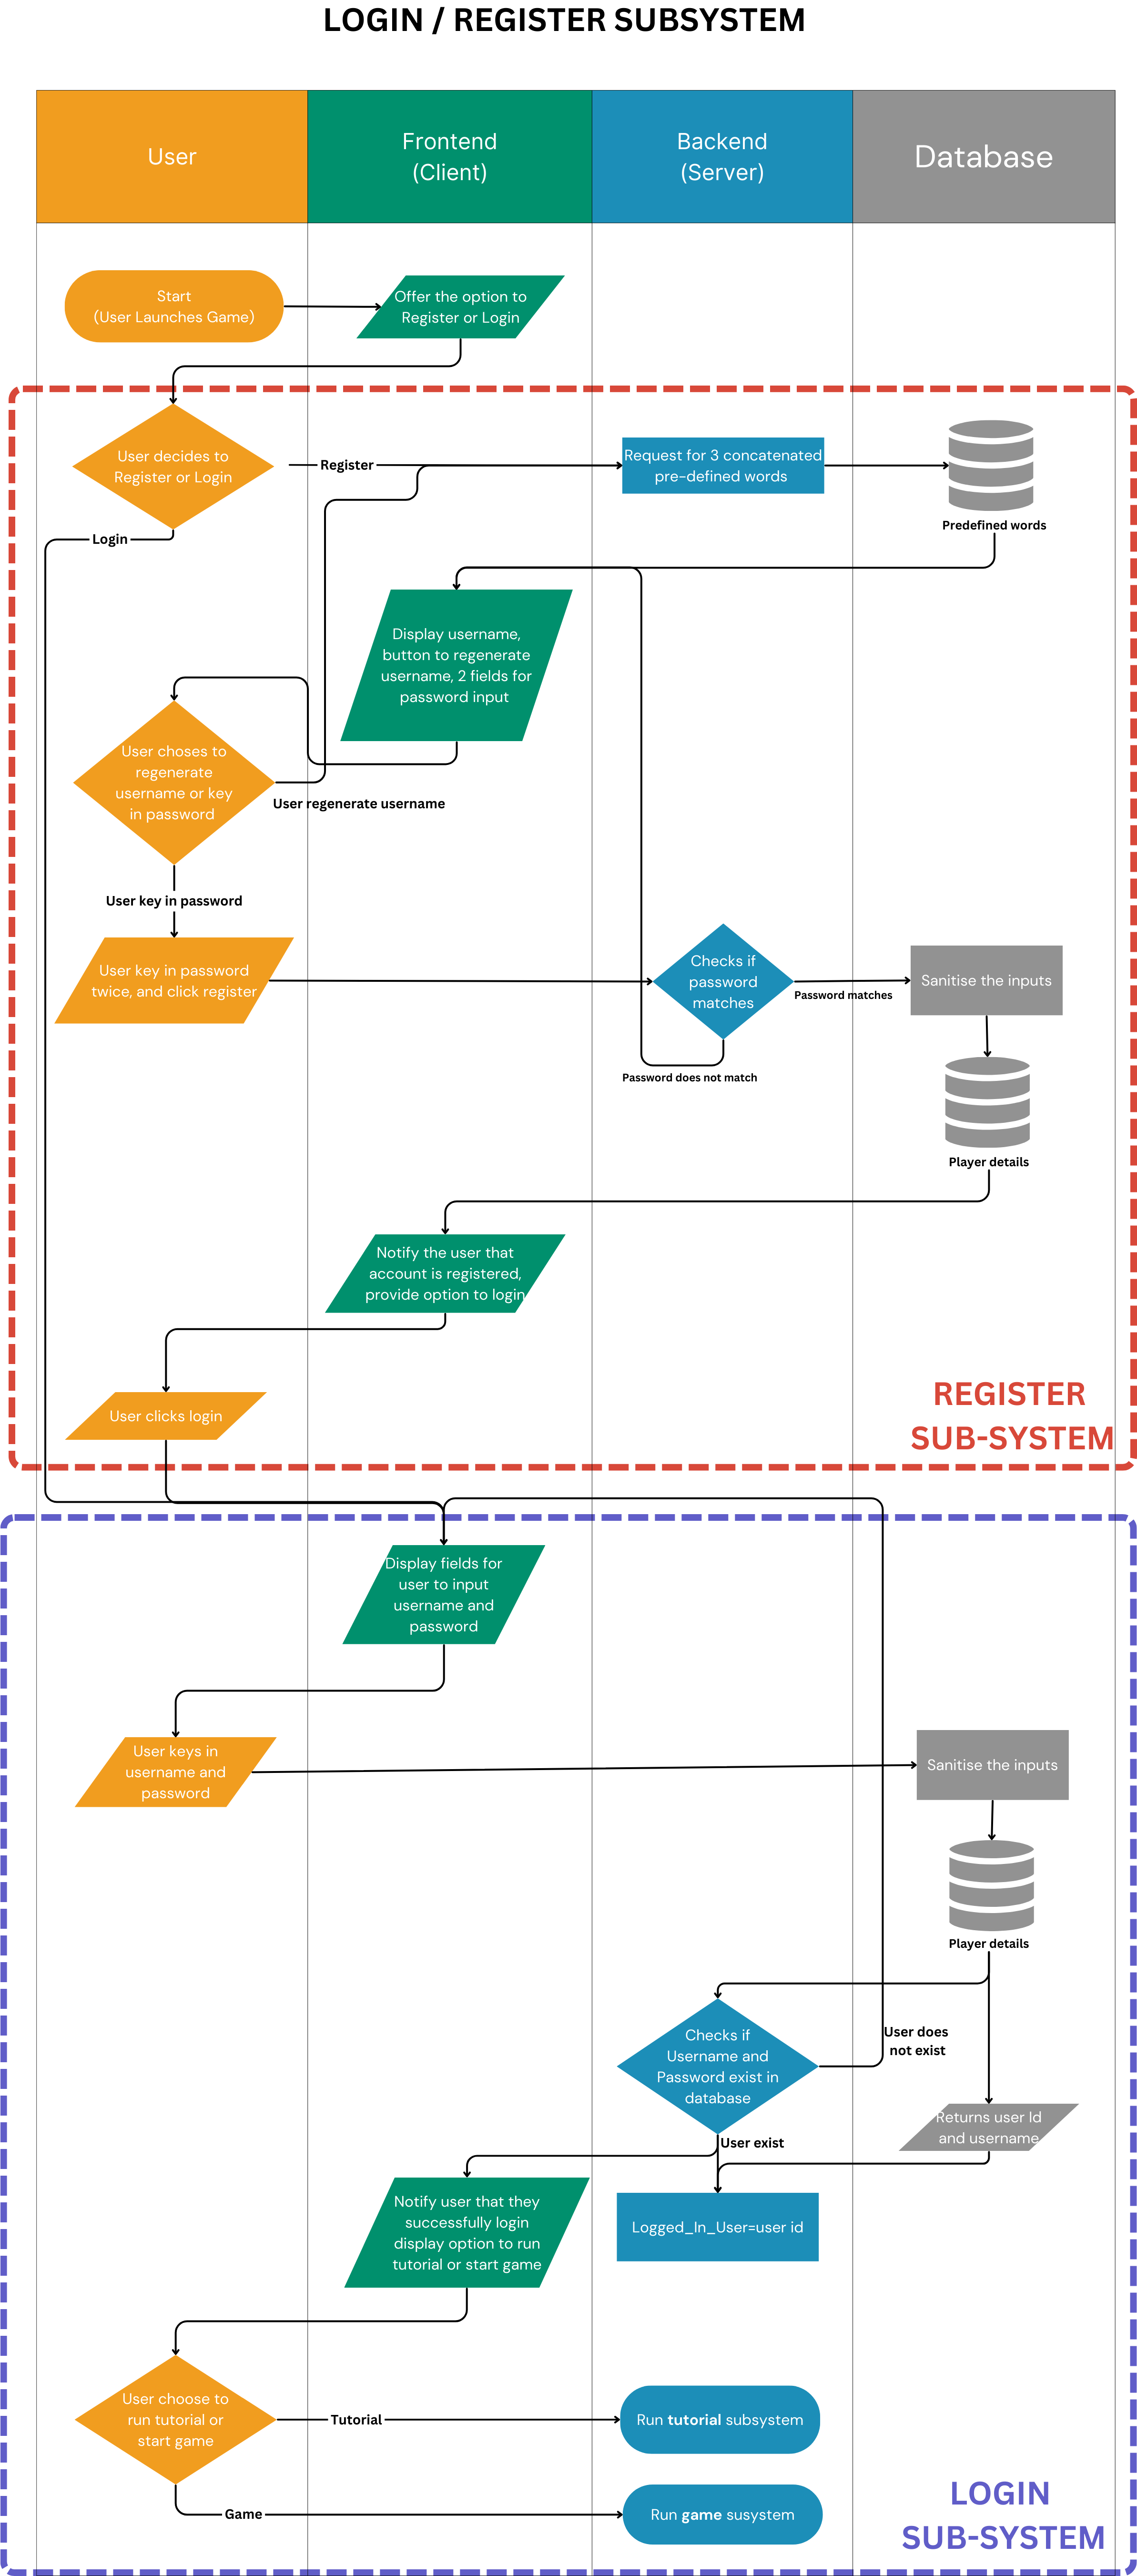 LOGIN / REGISTER SUBSYSTEM
User
Frontend
(Client)
Backend
(Server)
Database
Start
(User Launches Game)
Offer the option to
Register or Login
User decides to
Register or Login
Register
Request for 3 concatenated
pre-defined words
Predefined words
Login
Display username,
button to regenerate
username, 2 fields for
password input
User choses to
regenerate
username or key
in password
User regenerate username
User key in password
User key in password
twice, and click register
Checks if
password
matches
Password matches
Sanitise the inputs
Password does not match
Player details
Notify the user that
account is registered,
provide option to login
User clicks login
REGISTER
SUB-SYSTEM
Display fields for
user to input
username and
password
User keys in
username and
password
Sanitise the inputs
Player details
Checks if
Username and
Password exist in
database
User does
not exist
Returns user Id
and username
User exist
Notify user that they
successfully login
display option to run
tutorial or start game
Logged_In_User=user id
User choose to
run tutorial or
start game
Tutorial
Run tutorial subsystem
Game
Run game susystem
LOGIN
SUB-SYSTEM